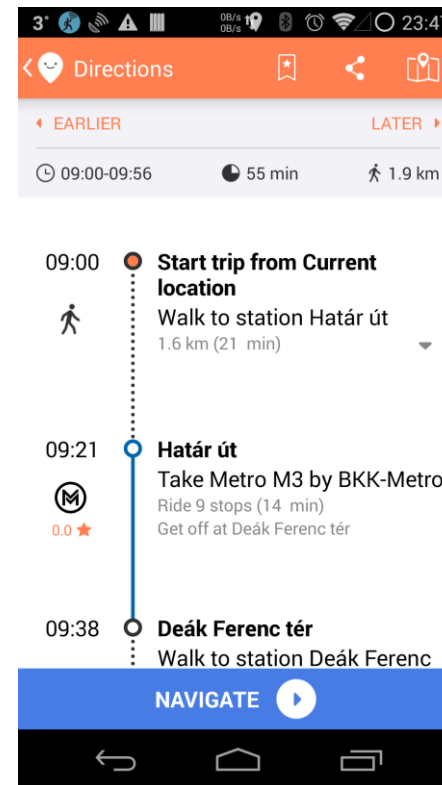 3° 0B/s 0B/s 19 23:47
Directions
EARLIER LATER
09:00-09:56 55 min 1.9 km
09:00 Start trip from Current
location
Walk to station Határ út
1.6 km (21 min)
09:21 Határ út
Take Metro M3 by BKK-Metro
Ride 9 stops (14 min)
0.0 Get off at Deák Ferenc tér
09:38 Deák Ferenc tér
Walk to station Deák Ferenc
NAVIGATE